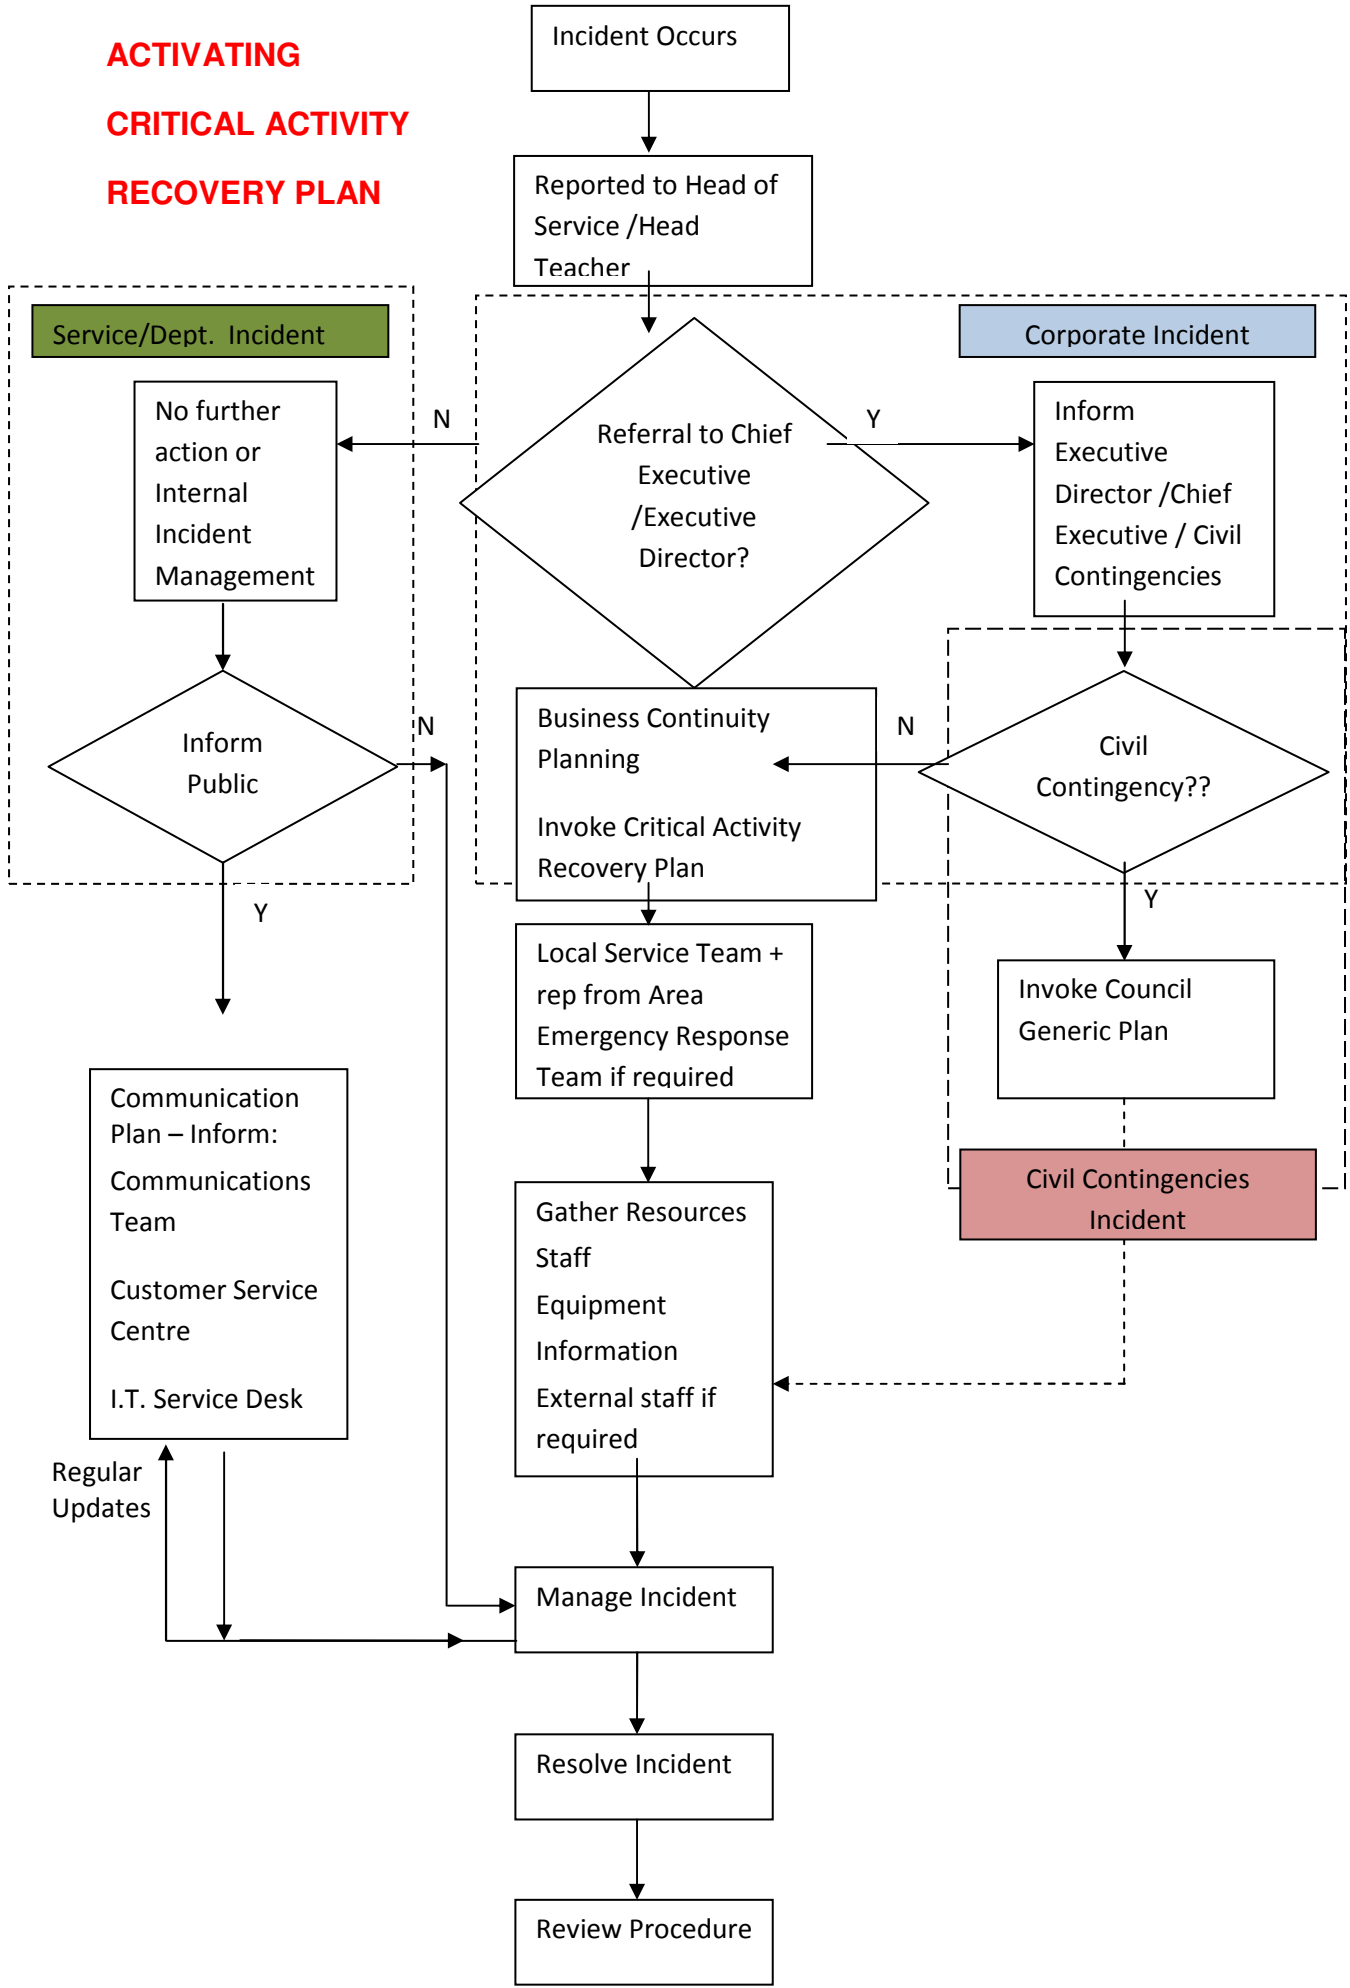 ACTIVATING
CRITICAL ACTIVITY
RECOVERY PLAN
Incident Occurs
Reported to Head of
Service /Head
Teacher
Service/Dept.  Incident
Corporate Incident
No further
action or
Internal
Incident
Management
N
Referral to Chief
Executive
/Executive
Director?
Y
Inform
Executive
Director /Chief
Executive / Civil
Contingencies
Inform
Public
N
Business Continuity
Planning
Invoke Critical Activity
Recovery Plan
N
Civil
Contingency??
Y
Y
Local Service Team +
rep from Area
Emergency Response
Team if required
Invoke Council
Generic Plan
Communication
Plan – Inform:
Communications
Team
Customer Service
Centre
I.T. Service Desk
Civil Contingencies
Incident
Gather Resources
Staff
Equipment
Information
External staff if
required
Regular
Updates
Manage Incident
Resolve Incident
Review Procedure